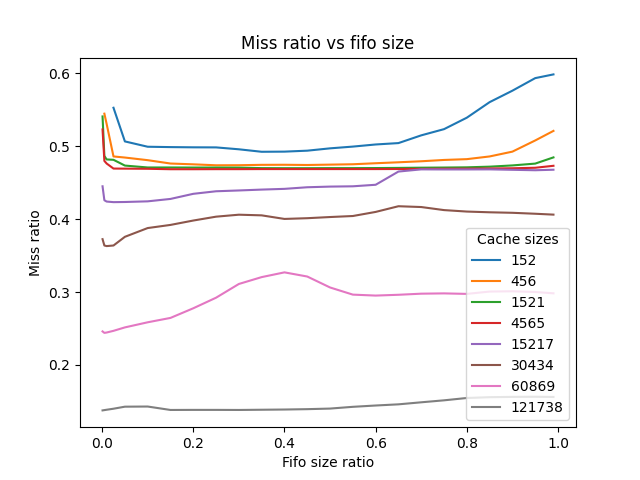 Miss ratio vs fifo size
0.6
0.5
0.4
0.3
0.2
Miss ratio
Cache sizes
152
456
1521
4565
15217
30434
60869
121738
0.0 0.2 0.4 0.6 0.8 1.0
Fifo size ratio